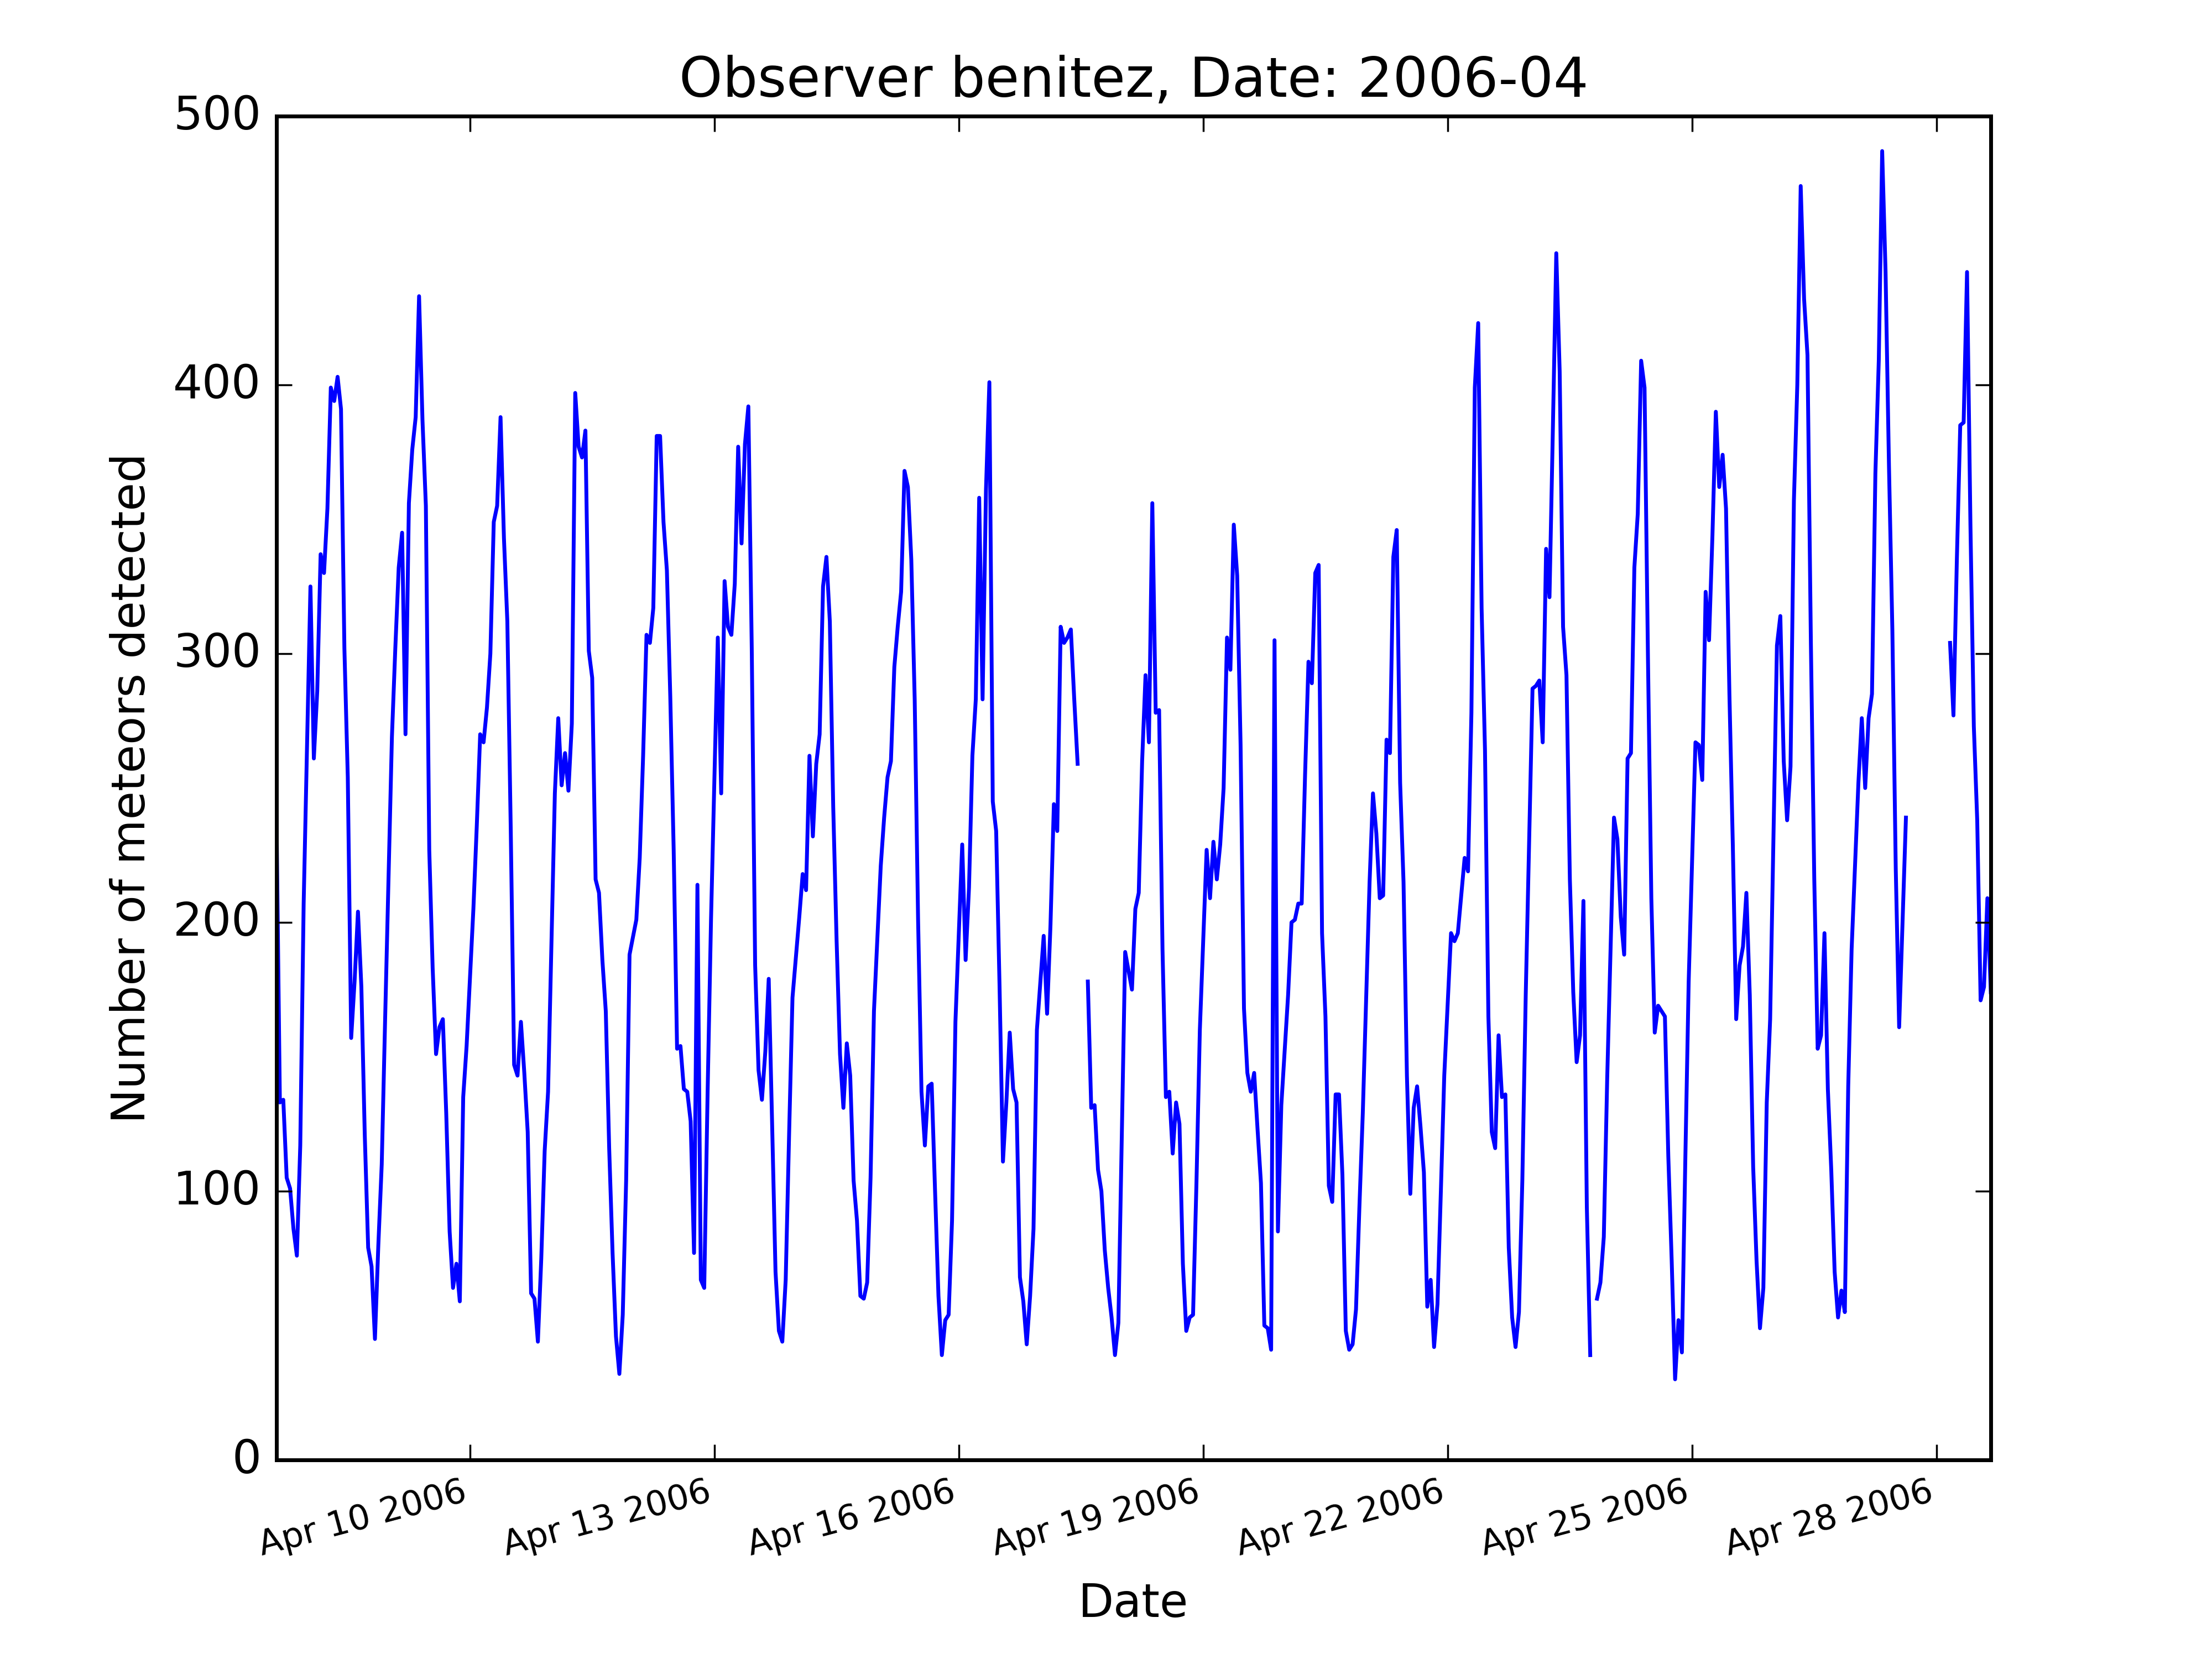 Observer benitez, Date: 2006-04
500
400
300
200
100
0
Number of meteors detected
Apr 10 2006
Apr 13 2006
Apr 16 2006
Apr 19 2006
Apr 22 2006
Apr 25 2006
Apr 28 2006
Date